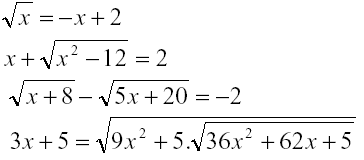 √x = −x + 2
x + √(x² − 12) = 2
√(x + 8) − √(5x + 20) = −2
3x + 5 = √(9x² + 5.√(36x² + 62x + 5))